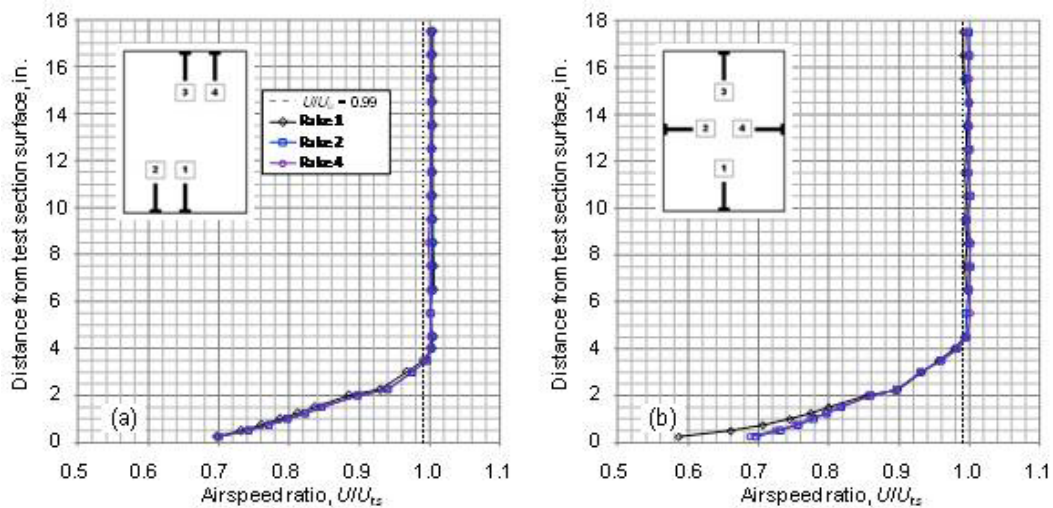 Distance from test section surface, in.
18
16
14
12
10
8
6
4
2
0
3 4
2 1
U/U = 0.99
Rake 1
Rake 2
Rake 4
(a)
0.5 0.6 0.7 0.8 0.9 1.0 1.1
Airspeed ratio, U/Uts
Distance from test section surface, in.
18
16
14
12
10
8
6
4
2
0
3
2 4
1
(b)
0.5 0.6 0.7 0.8 0.9 1.0 1.1
Airspeed ratio, U/Uts